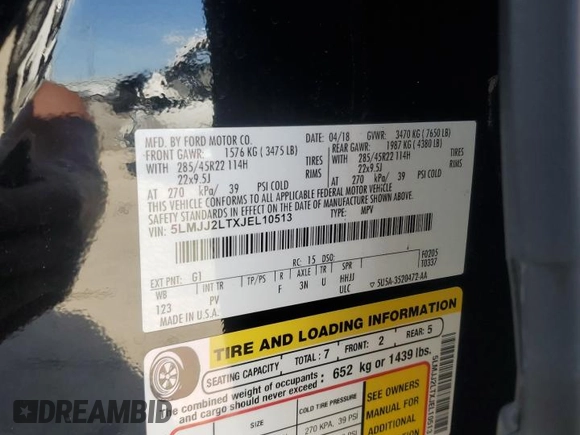 MFD. BY FORD MOTOR CO.
04/18 GVWR: 3470 KG (7650 LB)
FRONT GAWR: 1576 KG (3475 LB)
REAR GAWR: 1987 KG (4380 LB)
WITH 285/45R22 114H TIRES
WITH 285/45R22 114H TIRES
22x9.5J RIMS
22x9.5J RIMS
AT 270 kPa/ 39 PSI COLD
AT 270 kPa/ 39 PSI COLD
THIS VEHICLE CONFORMS TO ALL APPLICABLE FEDERAL MOTOR VEHICLE
SAFETY STANDARDS IN EFFECT ON THE DATE OF MANUFACTURE SHOWN ABOVE.
VIN: 5LMJJ2LTXJEL10513 TYPE: MPV
EXT PNT: G1 RC: 15 DSO: F0205
T0337
WB INT TR TP/PS R AXLE TR SPR
123 PV F 3N U HHJJ
MADE IN U.S.A. ULC ▽ 5U5A-3520472-AA
TIRE AND LOADING INFORMATION
SEATING CAPACITY TOTAL: 7 FRONT: 2 REAR: 5
The combined weight of occupants
and cargo should never exceed: 652 kg or 1439 lbs.
COLD TIRE PRESSURE
SEE OWNERS
MANUAL FOR
ADDITIONAL
270 KPA, 39 PSI
5LMJJ2LTXJEL10513
DREAMBID